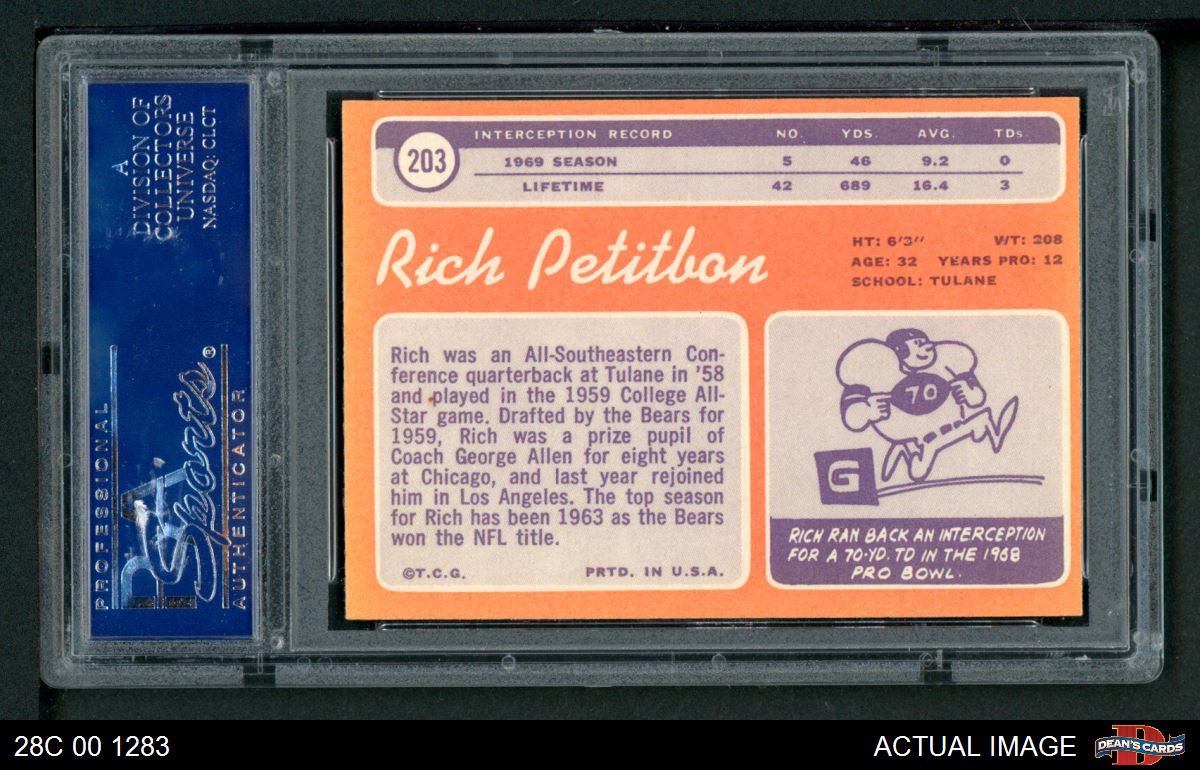 A
DIVISION OF
COLLECTORS
UNIVERSE
NASDAQ: CLCT
PROFESSIONAL
PSA
Sports®
AUTHENTICATOR
203
INTERCEPTION RECORD NO. YDS. AVG. TDs.
1969 SEASON 5 46 9.2 0
LIFETIME 42 689 16.4 3
Rich Petitbon
HT: 6'3" WT: 208
AGE: 32 YEARS PRO: 12
SCHOOL: TULANE
Rich was an All-Southeastern Con-
ference quarterback at Tulane in '58
and played in the 1959 College All-
Star game. Drafted by the Bears for
1959, Rich was a prize pupil of
Coach George Allen for eight years
at Chicago, and last year rejoined
him in Los Angeles. The top season
for Rich has been 1963 as the Bears
won the NFL title.
©T.C.G. PRTD. IN U.S.A.
70
G
RICH RAN BACK AN INTERCEPTION
FOR A 70-YD. TD IN THE 1968
PRO BOWL.
28C 00 1283
ACTUAL IMAGE
D
DEAN'S CARDS